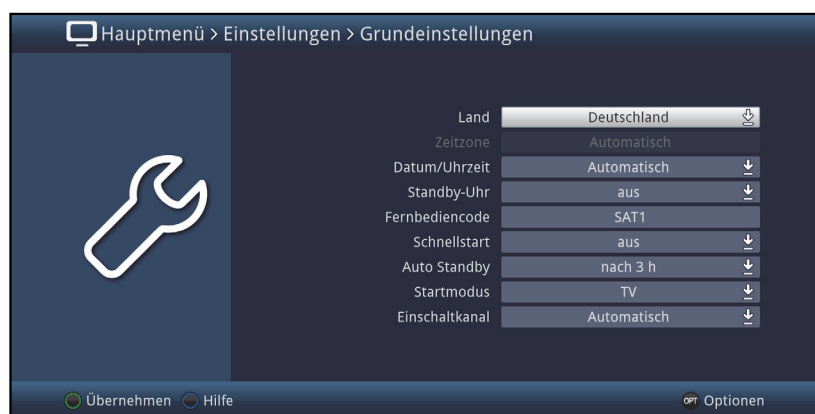 Hauptmenü > Einstellungen > Grundeinstellungen
Land Deutschland
Zeitzone Automatisch
Datum/Uhrzeit Automatisch
Standby-Uhr aus
Fernbediencode SAT1
Schnellstart aus
Auto Standby nach 3 h
Startmodus TV
Einschaltkanal Automatisch
Übernehmen Hilfe OPT Optionen